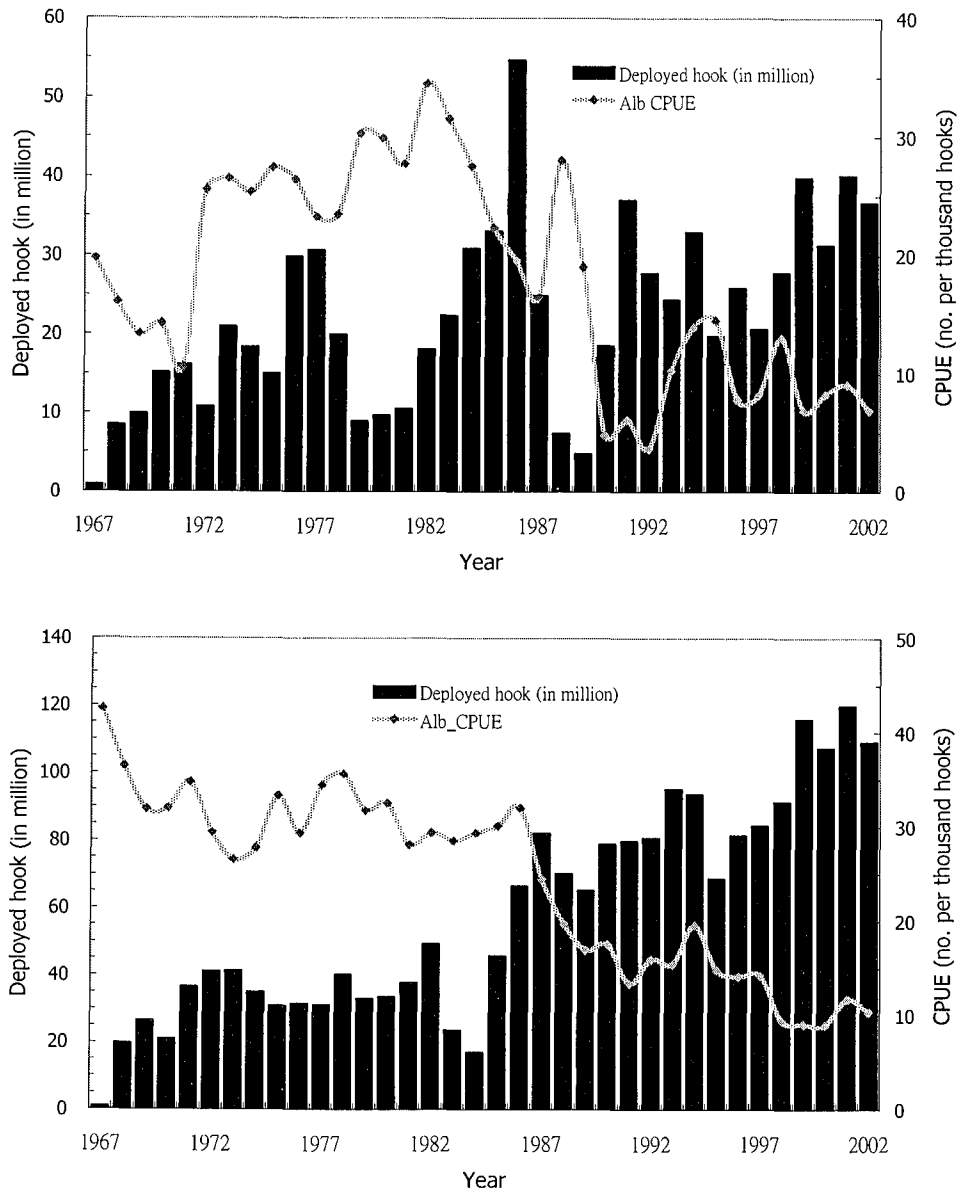 60
50
40
30
20
10
0
Deployed hook (in million)
40
30
20
10
0
CPUE (no. per thousand hooks)
Deployed hook (in million)
Alb CPUE
1967 1972 1977 1982 1987 1992 1997 2002
Year
140
120
100
80
60
40
20
0
Deployed hook (in million)
50
40
30
20
10
0
CPUE (no. per thousand hooks)
Deployed hook (in million)
Alb_CPUE
1967 1972 1977 1982 1987 1992 1997 2002
Year